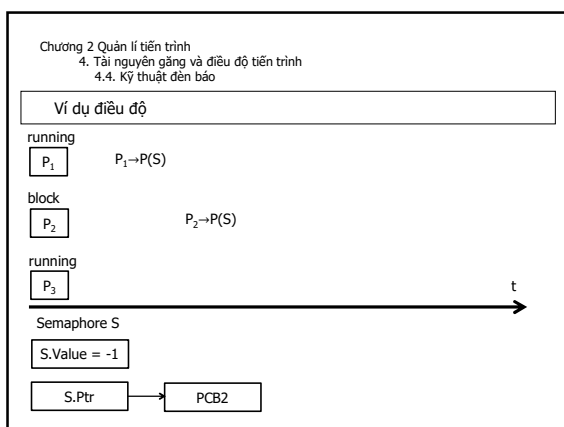 Chương 2 Quản lí tiến trình
4. Tài nguyên găng và điều độ tiến trình
4.4. Kỹ thuật đèn báo
Ví dụ điều độ
running
P₁ P₁→P(S)
block
P₂ P₂→P(S)
running
P₃ t
Semaphore S
S.Value = -1
S.Ptr PCB2